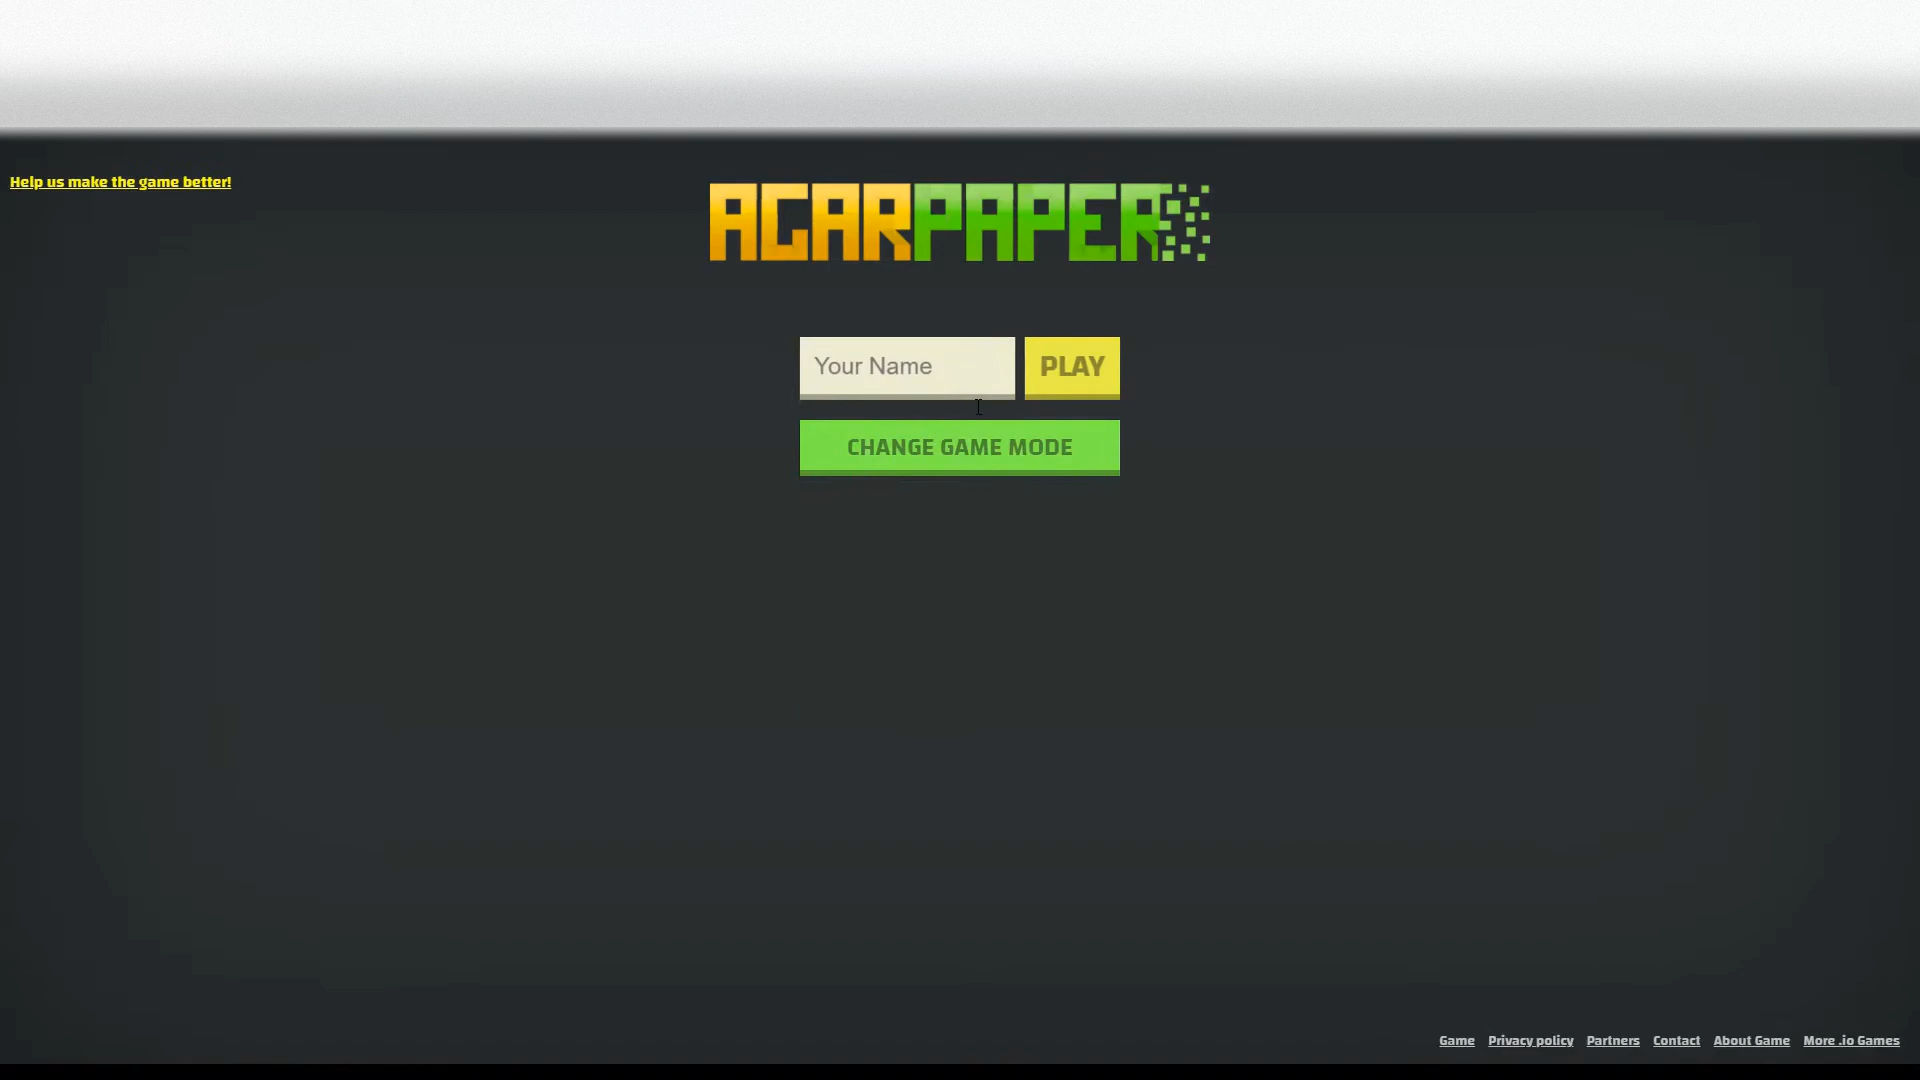 Help us make the game better!
AGARPAPER
Your Name
PLAY
CHANGE GAME MODE
Game Privacy policy Partners Contact About Game More .io Games